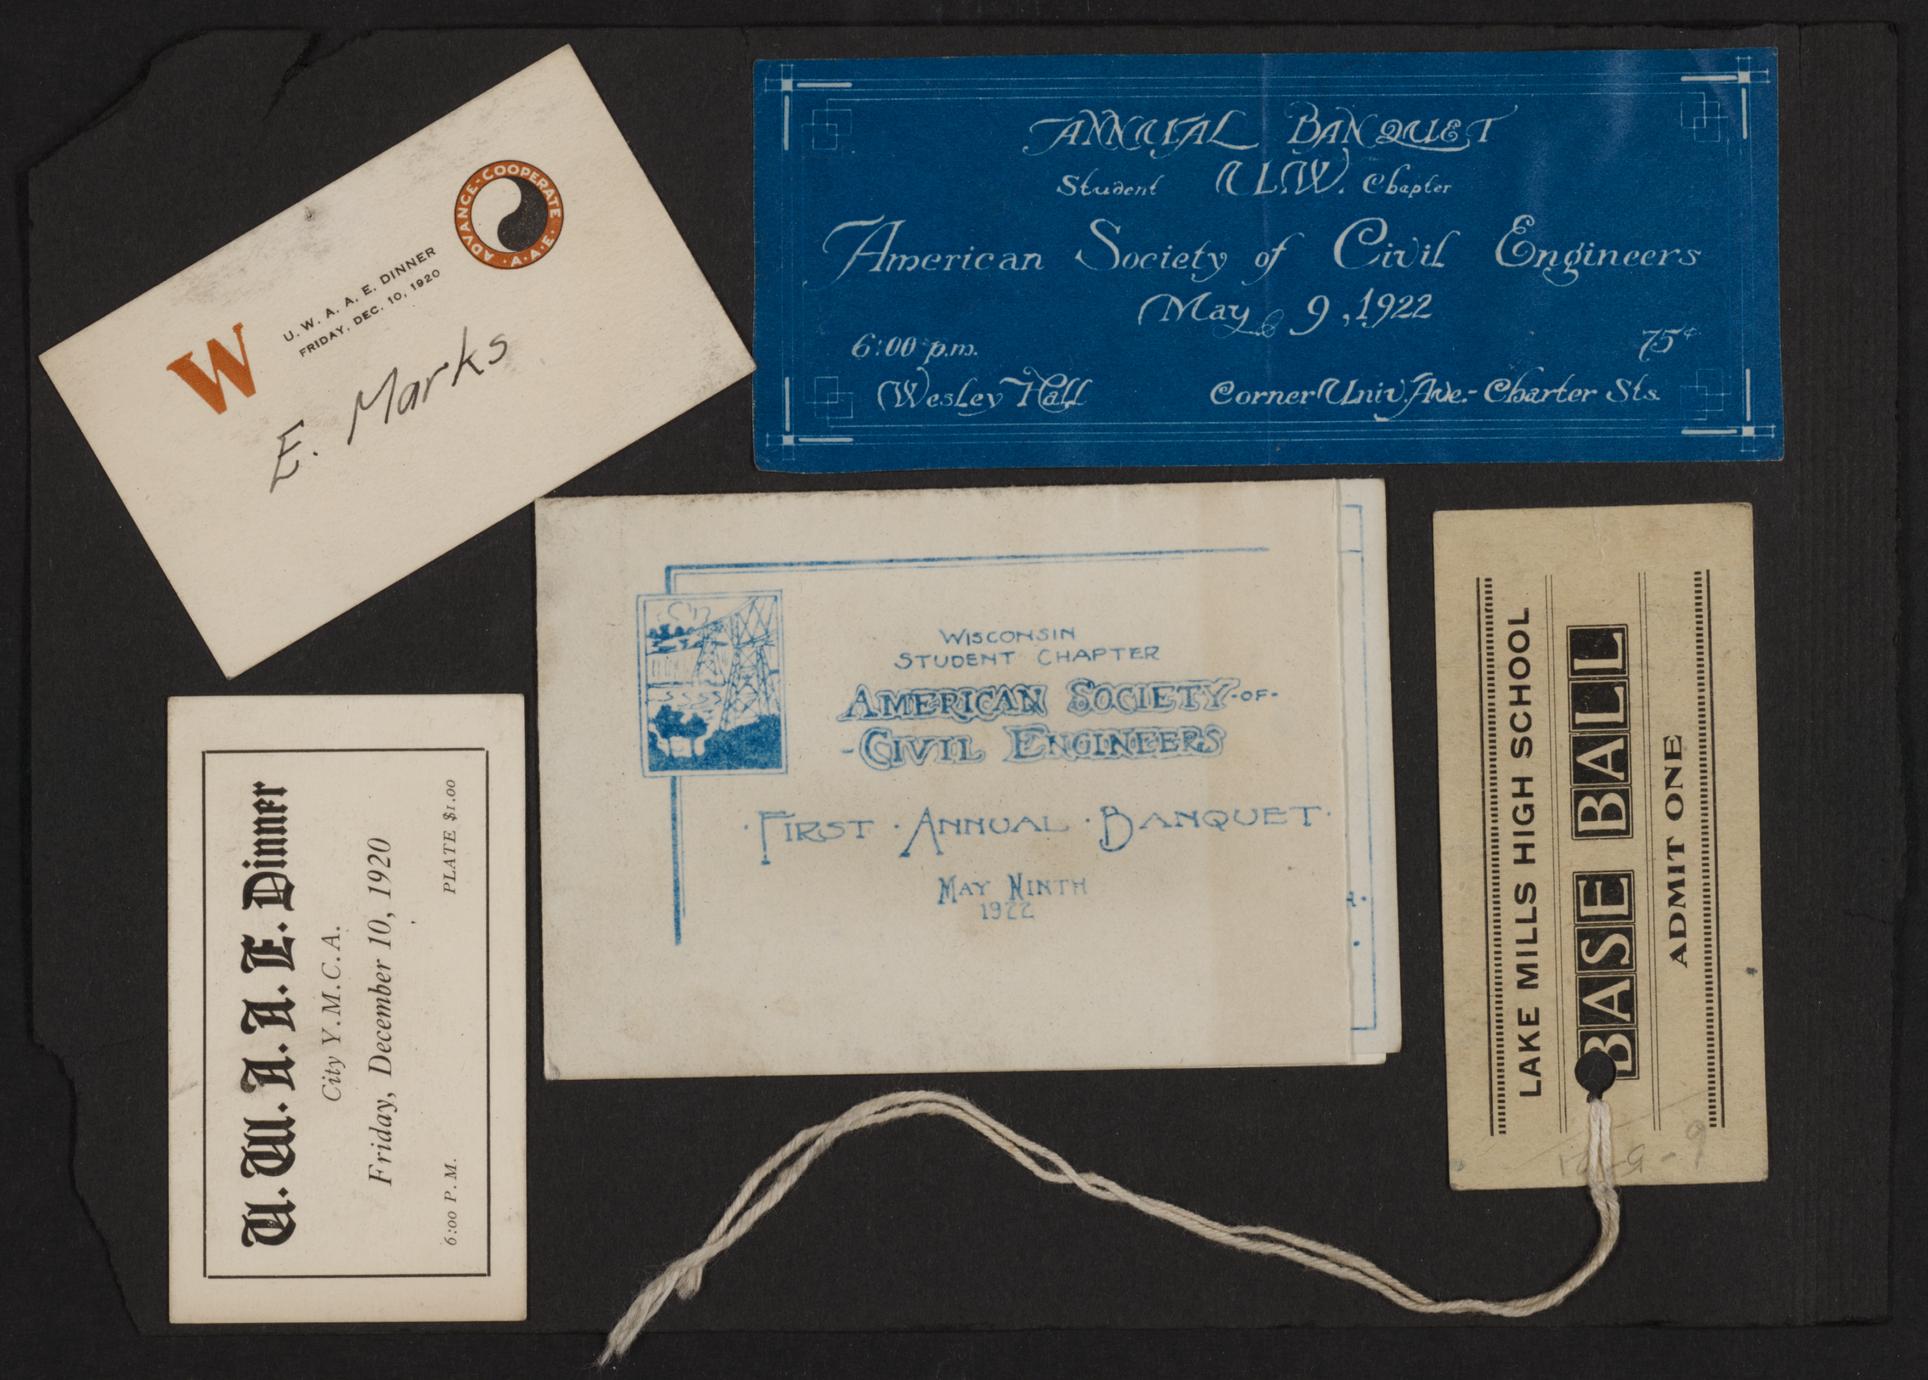 W
U. W. A. A. E. DINNER
FRIDAY, DEC. 10, 1920
ADVANCE-COOPERATE
·A·A·E·
E. Marks
ANNUAL BANQUET
Student U.W. Chapter
American Society of Civil Engineers
May 9, 1922
6:00 p.m. 75¢
Wesley Hall Corner Univ. Ave.- Charter Sts.
WISCONSIN
STUDENT CHAPTER
AMERICAN SOCIETY-OF-
-CIVIL ENGINEERS
·FIRST·ANNUAL·BANQUET·
MAY NINTH
1922
U. W. A. A. E. Dinner
City Y.M.C.A.
Friday, December 10, 1920
6:00 P.M. PLATE $1.00
LAKE MILLS HIGH SCHOOL
BASE BALL
ADMIT ONE